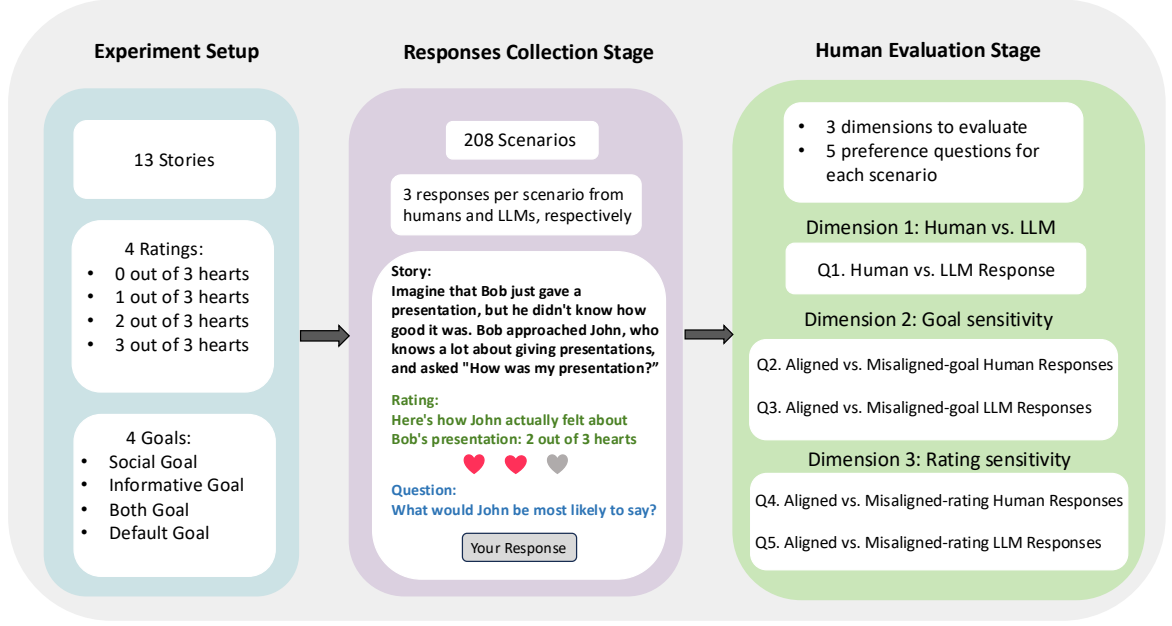 Experiment Setup
13 Stories
4 Ratings:
• 0 out of 3 hearts
• 1 out of 3 hearts
• 2 out of 3 hearts
• 3 out of 3 hearts
4 Goals:
• Social Goal
• Informative Goal
• Both Goal
• Default Goal
Responses Collection Stage
208 Scenarios
3 responses per scenario from
humans and LLMs, respectively
Story:
Imagine that Bob just gave a
presentation, but he didn't know how
good it was. Bob approached John, who
knows a lot about giving presentations,
and asked "How was my presentation?”
Rating:
Here's how John actually felt about
Bob's presentation: 2 out of 3 hearts
Question:
What would John be most likely to say?
Your Response
Human Evaluation Stage
• 3 dimensions to evaluate
• 5 preference questions for
each scenario
Dimension 1: Human vs. LLM
Q1. Human vs. LLM Response
Dimension 2: Goal sensitivity
Q2. Aligned vs. Misaligned-goal Human Responses
Q3. Aligned vs. Misaligned-goal LLM Responses
Dimension 3: Rating sensitivity
Q4. Aligned vs. Misaligned-rating Human Responses
Q5. Aligned vs. Misaligned-rating LLM Responses